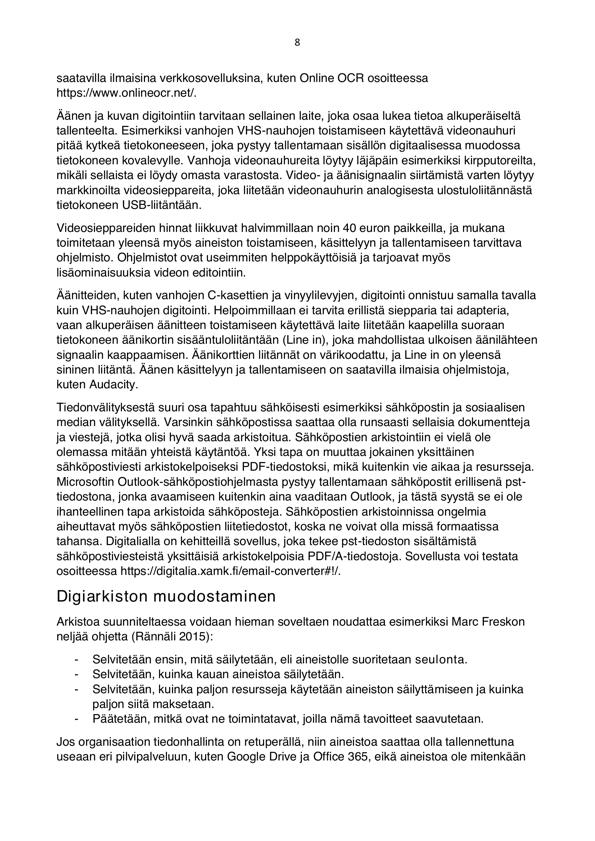 8
saatavilla ilmaisina verkkosovelluksina, kuten Online OCR osoitteessa
https://www.onlineocr.net/.
Äänen ja kuvan digitointiin tarvitaan sellainen laite, joka osaa lukea tietoa alkuperäiseltä
tallenteelta. Esimerkiksi vanhojen VHS-nauhojen toistamiseen käytettävä videonauhuri
pitää kytkeä tietokoneeseen, joka pystyy tallentamaan sisällön digitaalisessa muodossa
tietokoneen kovalevylle. Vanhoja videonauhureita löytyy läjäpäin esimerkiksi kirpputoreilta,
mikäli sellaista ei löydy omasta varastosta. Video- ja äänisignaalin siirtämistä varten löytyy
markkinoilta videosieppareita, joka liitetään videonauhurin analogisesta ulostuloliitännästä
tietokoneen USB-liitäntään.
Videosieppareiden hinnat liikkuvat halvimmillaan noin 40 euron paikkeilla, ja mukana
toimitetaan yleensä myös aineiston toistamiseen, käsittelyyn ja tallentamiseen tarvittava
ohjelmisto. Ohjelmistot ovat useimmiten helppokäyttöisiä ja tarjoavat myös
lisäominaisuuksia videon editointiin.
Äänitteiden, kuten vanhojen C-kasettien ja vinyylilevyjen, digitointi onnistuu samalla tavalla
kuin VHS-nauhojen digitointi. Helpoimmillaan ei tarvita erillistä siepparia tai adapteria,
vaan alkuperäisen äänitteen toistamiseen käytettävä laite liitetään kaapelilla suoraan
tietokoneen äänikortin sisääntuloliitäntään (Line in), joka mahdollistaa ulkoisen äänilähteen
signaalin kaappaamisen. Äänikorttien liitännät on värikoodattu, ja Line in on yleensä
sininen liitäntä. Äänen käsittelyyn ja tallentamiseen on saatavilla ilmaisia ohjelmistoja,
kuten Audacity.
Tiedonvälityksestä suuri osa tapahtuu sähköisesti esimerkiksi sähköpostin ja sosiaalisen
median välityksellä. Varsinkin sähköpostissa saattaa olla runsaasti sellaisia dokumentteja
ja viestejä, jotka olisi hyvä saada arkistoitua. Sähköpostien arkistointiin ei vielä ole
olemassa mitään yhteistä käytäntöä. Yksi tapa on muuttaa jokainen yksittäinen
sähköpostiviesti arkistokelpoiseksi PDF-tiedostoksi, mikä kuitenkin vie aikaa ja resursseja.
Microsoftin Outlook-sähköpostiohjelmasta pystyy tallentamaan sähköpostit erillisenä pst-
tiedostona, jonka avaamiseen kuitenkin aina vaaditaan Outlook, ja tästä syystä se ei ole
ihanteellinen tapa arkistoida sähköposteja. Sähköpostien arkistoinnissa ongelmia
aiheuttavat myös sähköpostien liitetiedostot, koska ne voivat olla missä formaatissa
tahansa. Digitalialla on kehitteillä sovellus, joka tekee pst-tiedoston sisältämistä
sähköpostiviesteistä yksittäisiä arkistokelpoisia PDF/A-tiedostoja. Sovellusta voi testata
osoitteessa https://digitalia.xamk.fi/email-converter#!/.
Digiarkiston muodostaminen
Arkistoa suunniteltaessa voidaan hieman soveltaen noudattaa esimerkiksi Marc Freskon
neljää ohjetta (Rännäli 2015):
- Selvitetään ensin, mitä säilytetään, eli aineistolle suoritetaan seulonta.
- Selvitetään, kuinka kauan aineistoa säilytetään.
- Selvitetään, kuinka paljon resursseja käytetään aineiston säilyttämiseen ja kuinka
paljon siitä maksetaan.
- Päätetään, mitkä ovat ne toimintatavat, joilla nämä tavoitteet saavutetaan.
Jos organisaation tiedonhallinta on retuperällä, niin aineistoa saattaa olla tallennettuna
useaan eri pilvipalveluun, kuten Google Drive ja Office 365, eikä aineistoa ole mitenkään